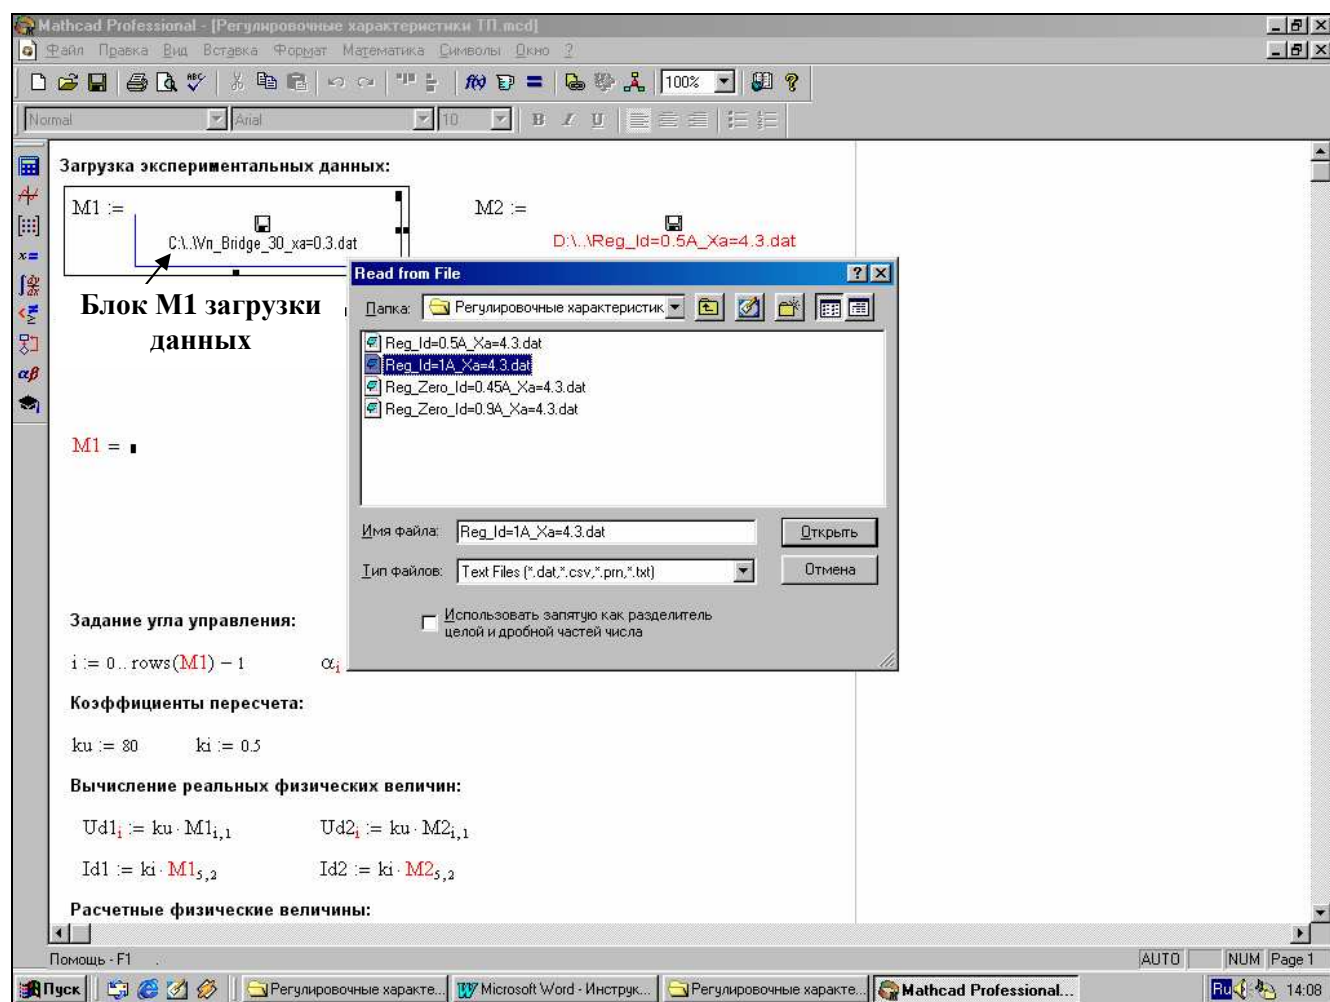 Mathcad Professional - [Регулировочные характеристики ТП.mcd]
Файл Правка Вид Вставка Формат Математика Символы Окно ?
100%
Normal Arial 10 B I U
Загрузка экспериментальных данных:
M1 :=
C:\..\Vn_Bridge_30_xa=0.3.dat
M2 :=
D:\..\Reg_Id=0.5A_Xa=4.3.dat
Блок М1 загрузки
данных
Read from File
Папка: Регулировочные характеристик
Reg_Id=0.5A_Xa=4.3.dat
Reg_Id=1A_Xa=4.3.dat
Reg_Zero_Id=0.45A_Xa=4.3.dat
Reg_Zero_Id=0.9A_Xa=4.3.dat
Имя файла: Reg_Id=1A_Xa=4.3.dat Открыть
Тип файлов: Text Files (*.dat,*.csv,*.prn,*.txt) Отмена
Использовать запятую как разделитель
целой и дробной частей числа
M1 =
Задание угла управления:
i := 0.. rows(M1) − 1 αi
Коэффициенты пересчета:
ku := 80 ki := 0.5
Вычисление реальных физических величин:
Ud1i := ku · M1i,1 Ud2i := ku · M2i,1
Id1 := ki · M15,2 Id2 := ki · M25,2
Расчетные физические величины:
Помощь - F1 AUTO NUM Page 1
Пуск Регулировочные характе... Microsoft Word - Инструк... Регулировочные характе... Mathcad Professional... Ru 14:08